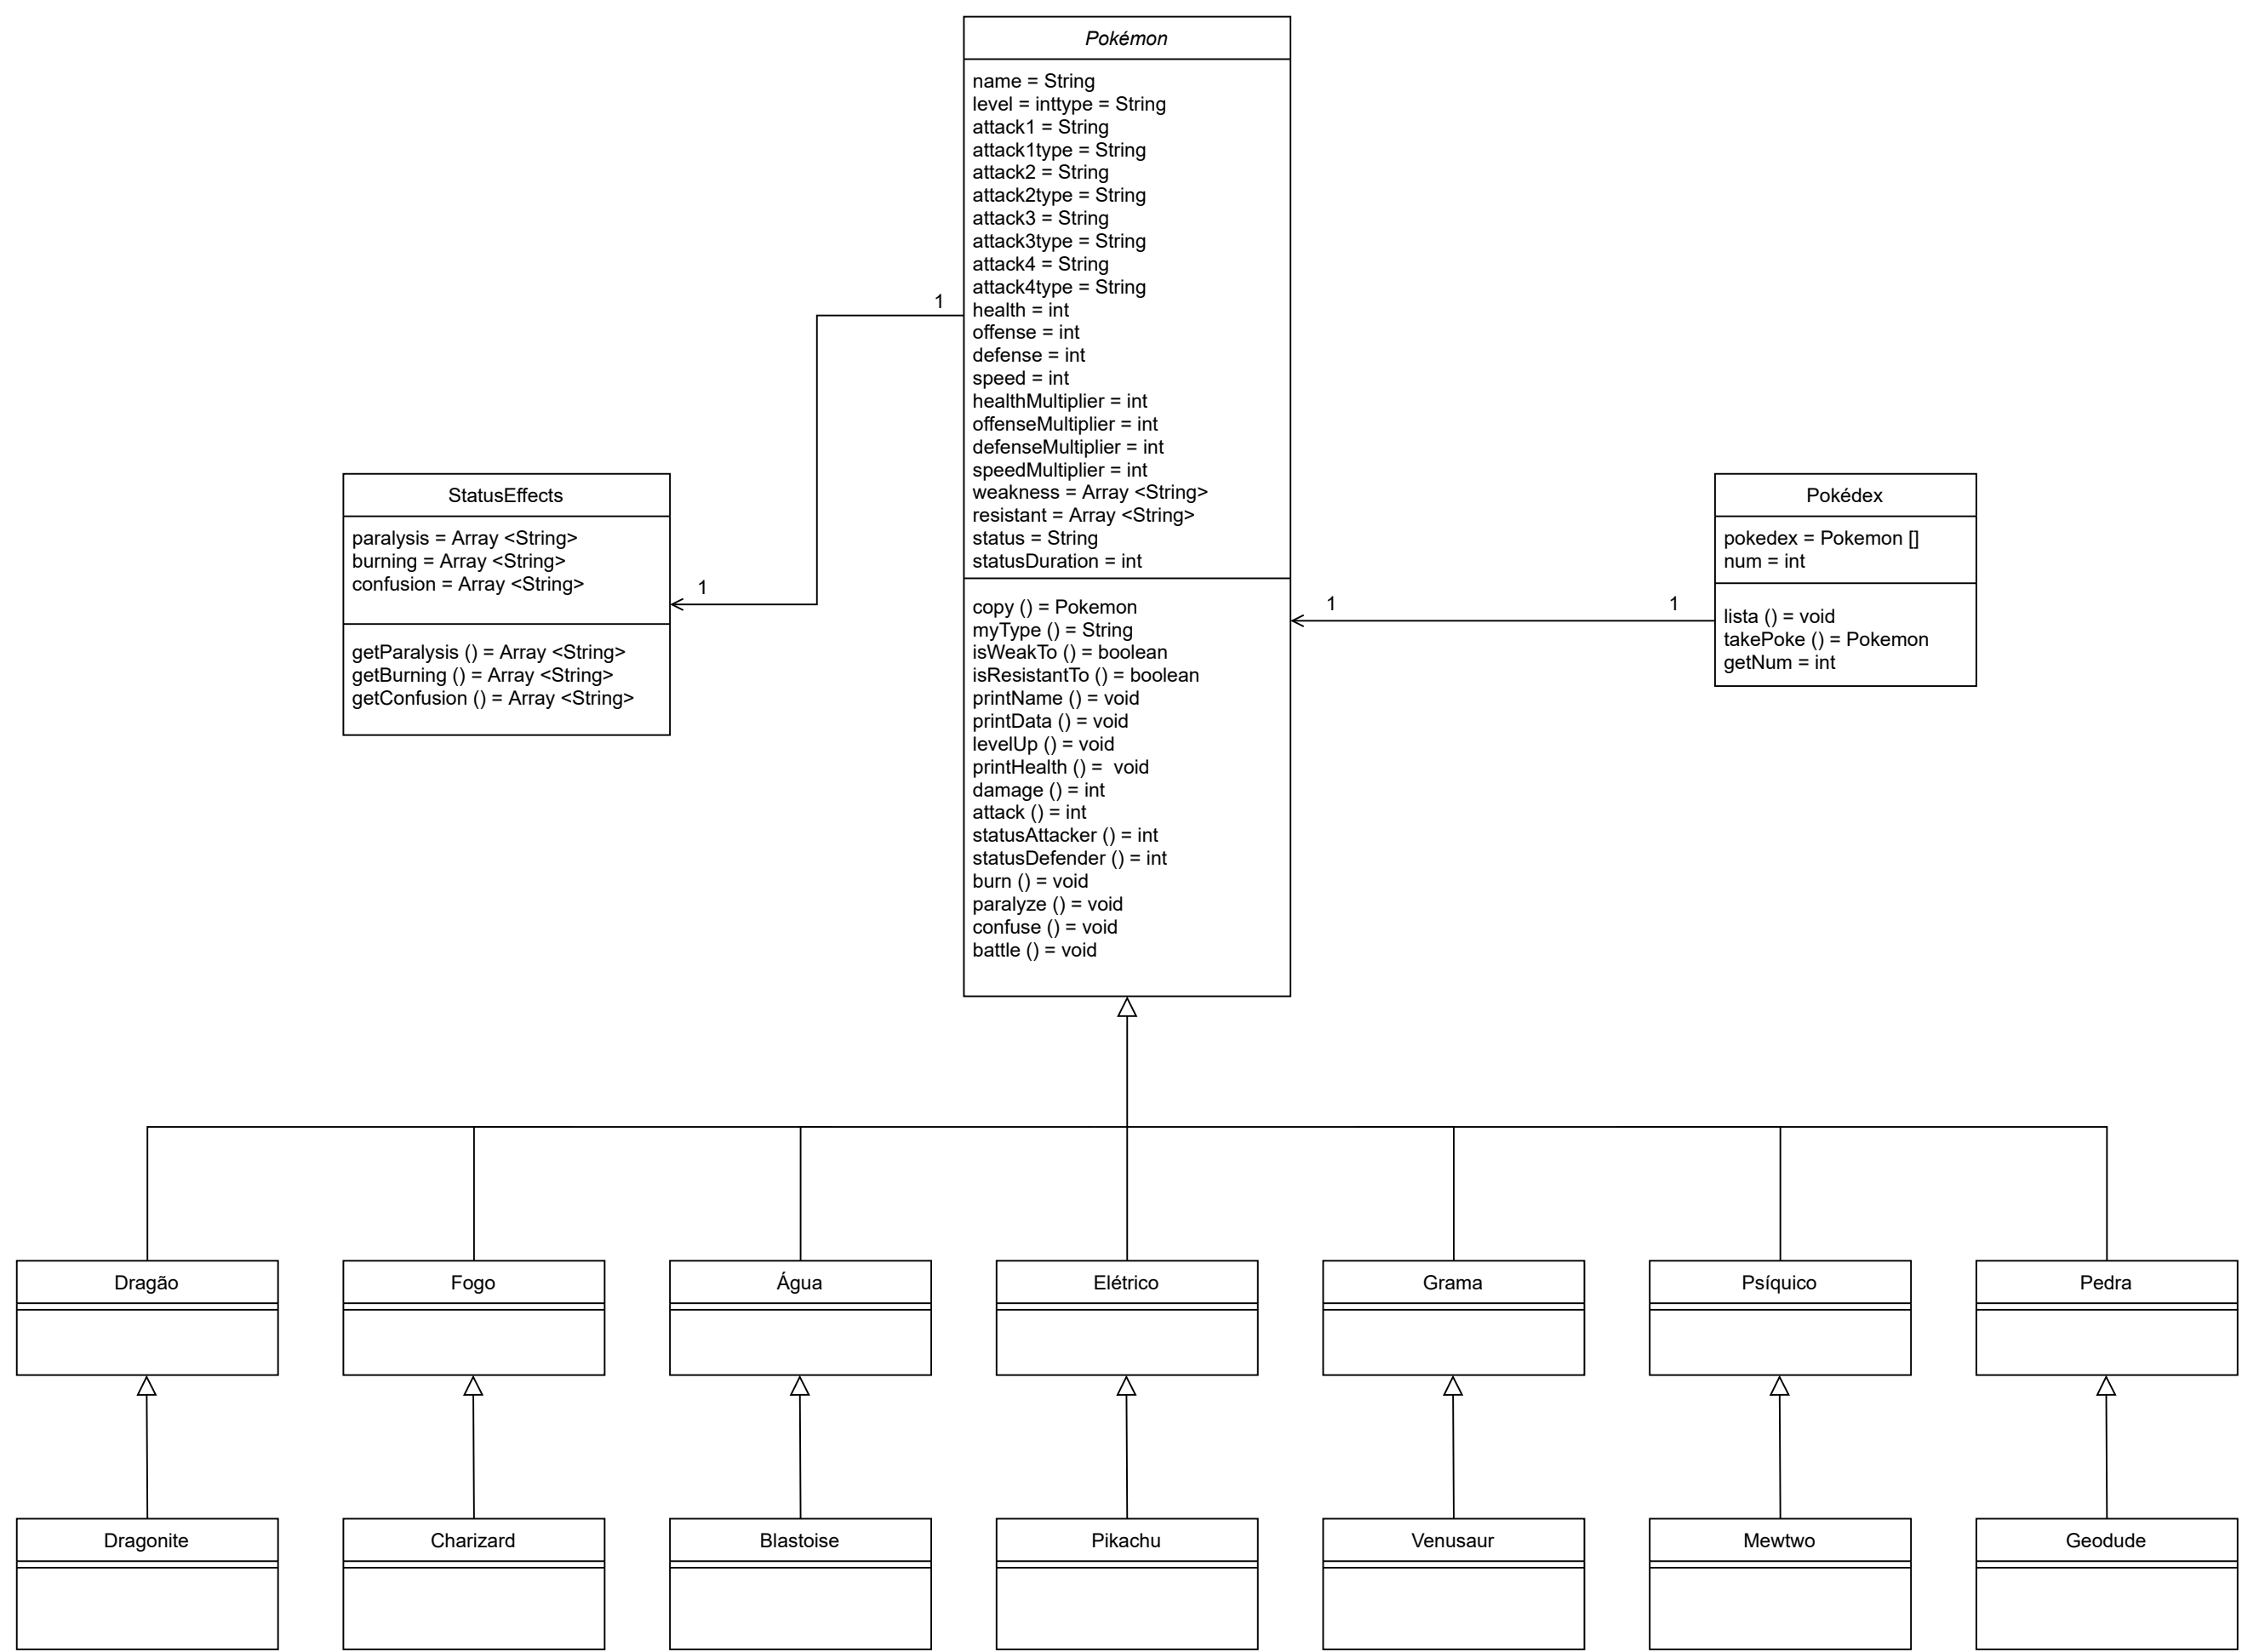 Pokémon
name = String
level = inttype = String
attack1 = String
attack1type = String
attack2 = String
attack2type = String
attack3 = String
attack3type = String
attack4 = String
attack4type = String
health = int
offense = int
defense = int
speed = int
healthMultiplier = int
offenseMultiplier = int
defenseMultiplier = int
speedMultiplier = int
weakness = Array <String>
resistant = Array <String>
status = String
statusDuration = int
copy () = Pokemon
myType () = String
isWeakTo () = boolean
isResistantTo () = boolean
printName () = void
printData () = void
levelUp () = void
printHealth () =  void
damage () = int
attack () = int
statusAttacker () = int
statusDefender () = int
burn () = void
paralyze () = void
confuse () = void
battle () = void
1
1
StatusEffects
paralysis = Array <String>
burning = Array <String>
confusion = Array <String>
getParalysis () = Array <String>
getBurning () = Array <String>
getConfusion () = Array <String>
1
1
Pokédex
pokedex = Pokemon []
num = int
lista () = void
takePoke () = Pokemon
getNum = int
Dragão
Fogo
Água
Elétrico
Grama
Psíquico
Pedra
Dragonite
Charizard
Blastoise
Pikachu
Venusaur
Mewtwo
Geodude